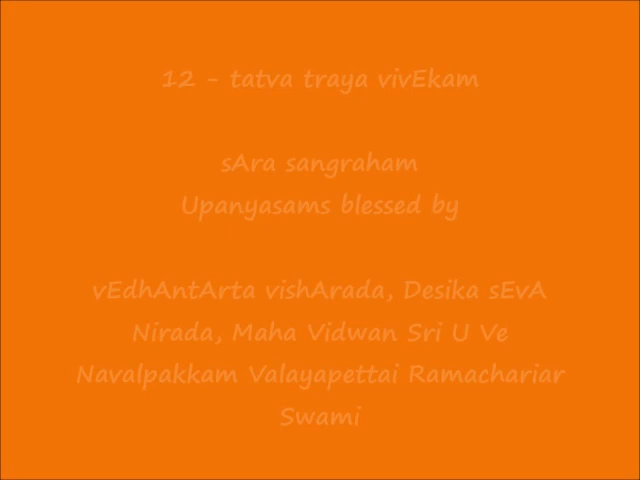 12 - tatva traya vivEkam
sAra sangraham
Upanyasams blessed by
vEdhAntArta vishArada, Desika sEvA
Nirada, Maha Vidwan Sri U Ve
Navalpakkam Valayapettai Ramachariar
Swami